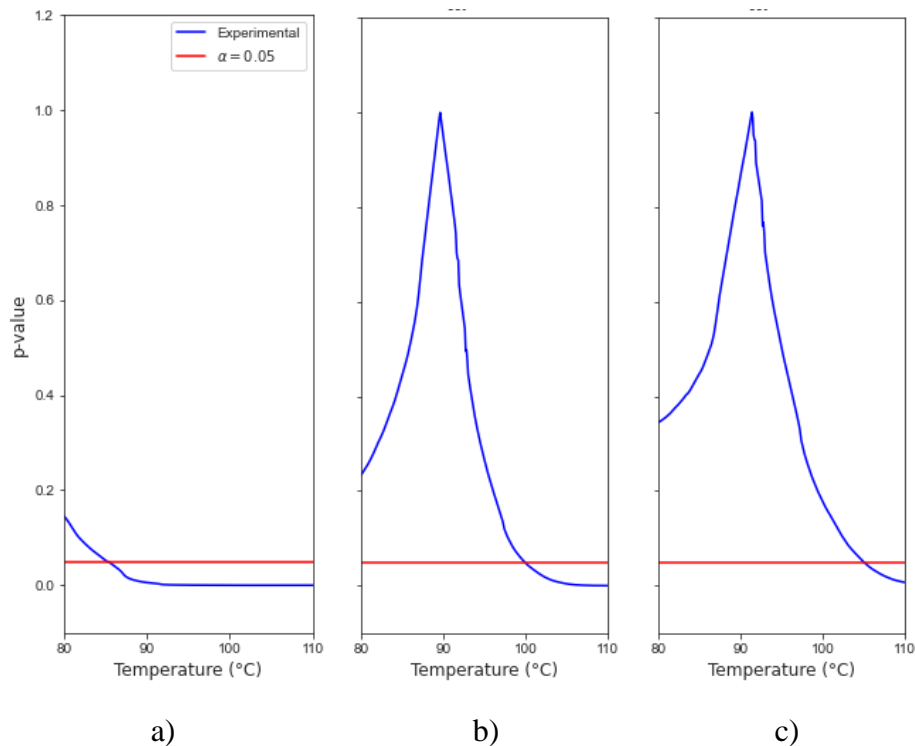 1.2
1.0
0.8
0.6
0.4
0.2
0.0
p-value
Experimental
α = 0.05
80 90 100 110
80 90 100 110
80 90 100 110
Temperature (°C)
Temperature (°C)
Temperature (°C)
a) b) c)